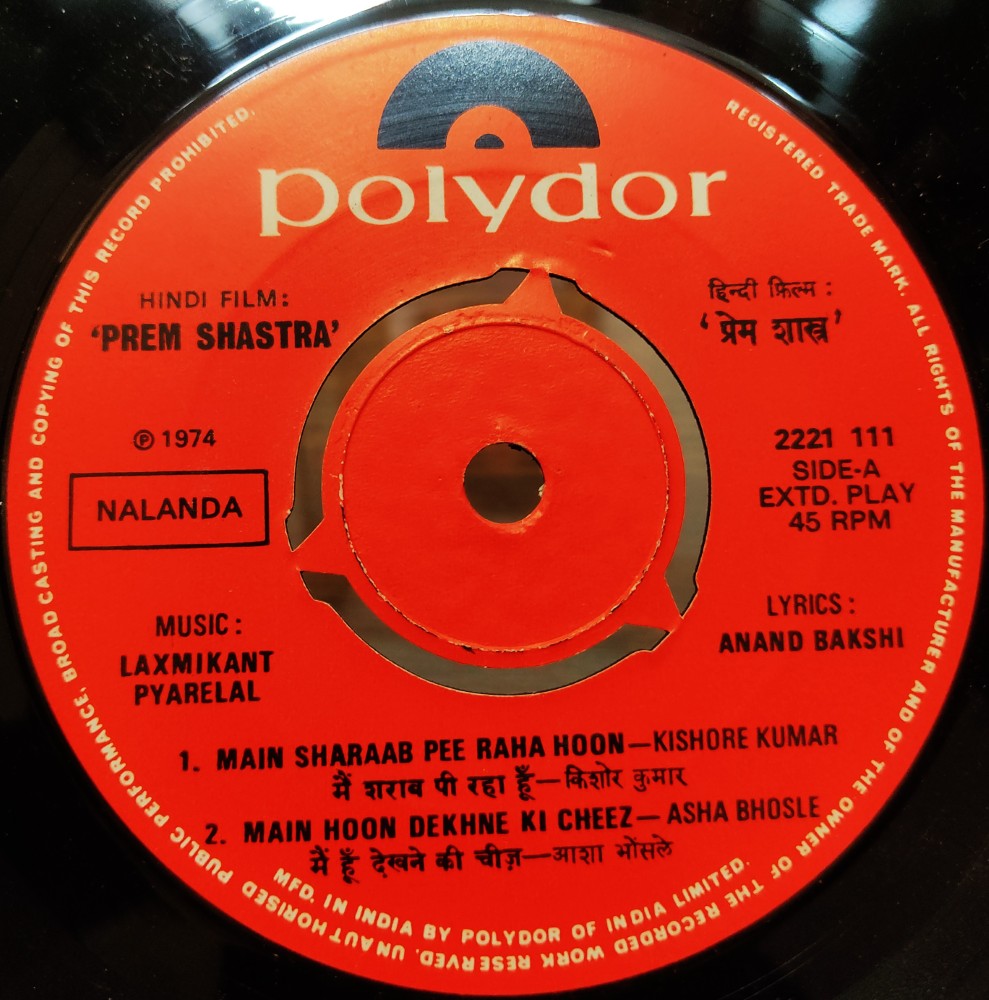 polydor
HINDI FILM:
'PREM SHASTRA'
हिन्दी फ़िल्म :
'प्रेम शास्त्र'
℗ 1974
NALANDA
2221 111
SIDE-A
EXTD. PLAY
45 RPM
MUSIC :
LAXMIKANT
PYARELAL
LYRICS :
ANAND BAKSHI
1. MAIN SHARAAB PEE RAHA HOON—KISHORE KUMAR
मैं शराब पी रहा हूँ—किशोर कुमार
2. MAIN HOON DEKHNE KI CHEEZ—ASHA BHOSLE
मैं हूँ देखने की चीज़—आशा भोंसले
MFD. IN INDIA BY POLYDOR OF INDIA LIMITED.
REGISTERED TRADE MARK. ALL RIGHTS OF THE MANUFACTURER AND OF THE OWNER OF THE RECORDED WORK RESERVED. UNAUTHORISED PUBLIC PERFORMANCE, BROADCASTING AND COPYING OF THIS RECORD PROHIBITED.